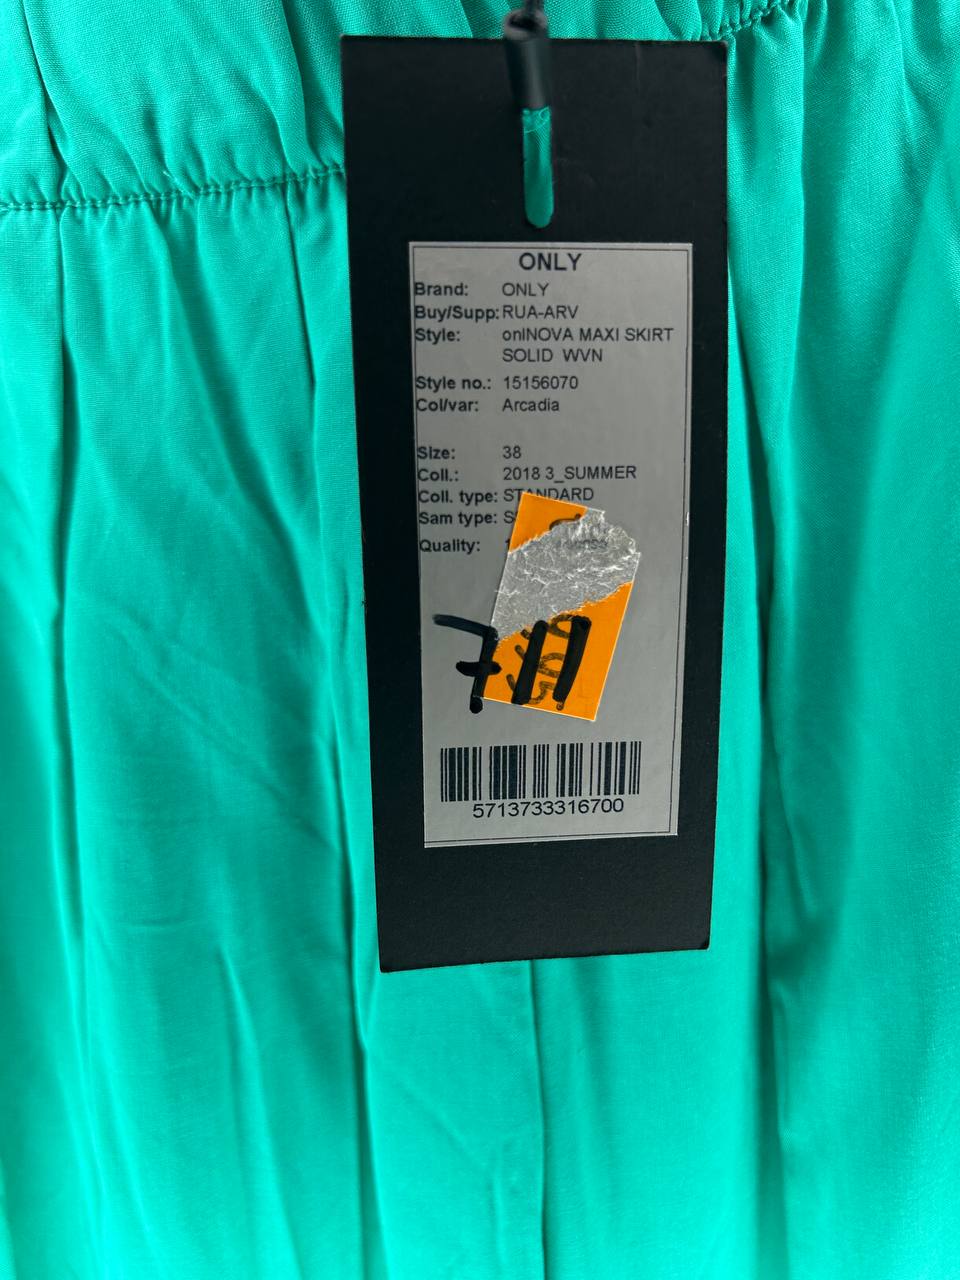 ONLY
Brand: ONLY
Buy/Supp: RUA-ARV
Style: onlNOVA MAXI SKIRT
SOLID WVN
Style no.: 15156070
Col/var: Arcadia
Size: 38
Coll.: 2018 3_SUMMER
Coll. type: STANDARD
Sam type:
Quality:
5713733316700